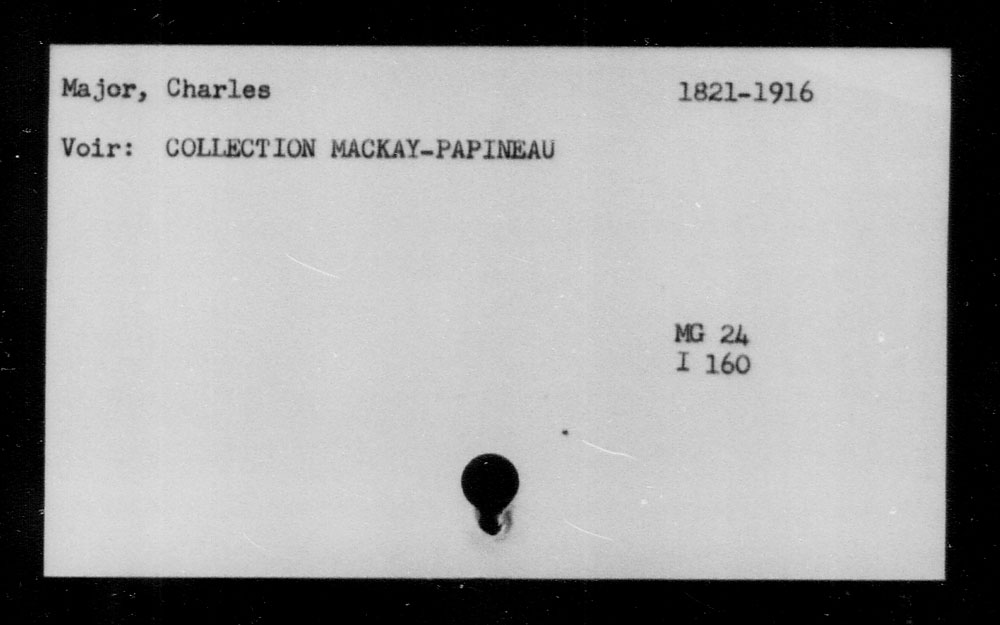 Major, Charles 1821-1916
Voir: COLLECTION MACKAY-PAPINEAU
MG 24
I 160